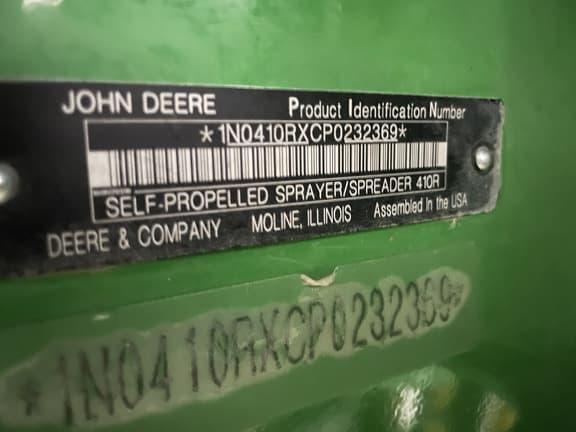 JOHN DEERE Product Identification Number
*1N0410RXCP0232369*
SELF-PROPELLED SPRAYER/SPREADER 410R
DEERE & COMPANY MOLINE, ILLINOIS Assembled in the USA
*1N0410RXCP0232369*